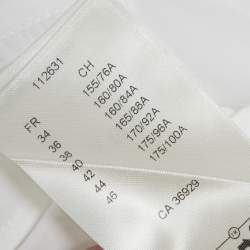 112631
CH
155/76A
160/80A
160/84A
165/88A
170/92A
175/96A
175/100A
FR
34
36
38
40
42
44
46
CA 36929